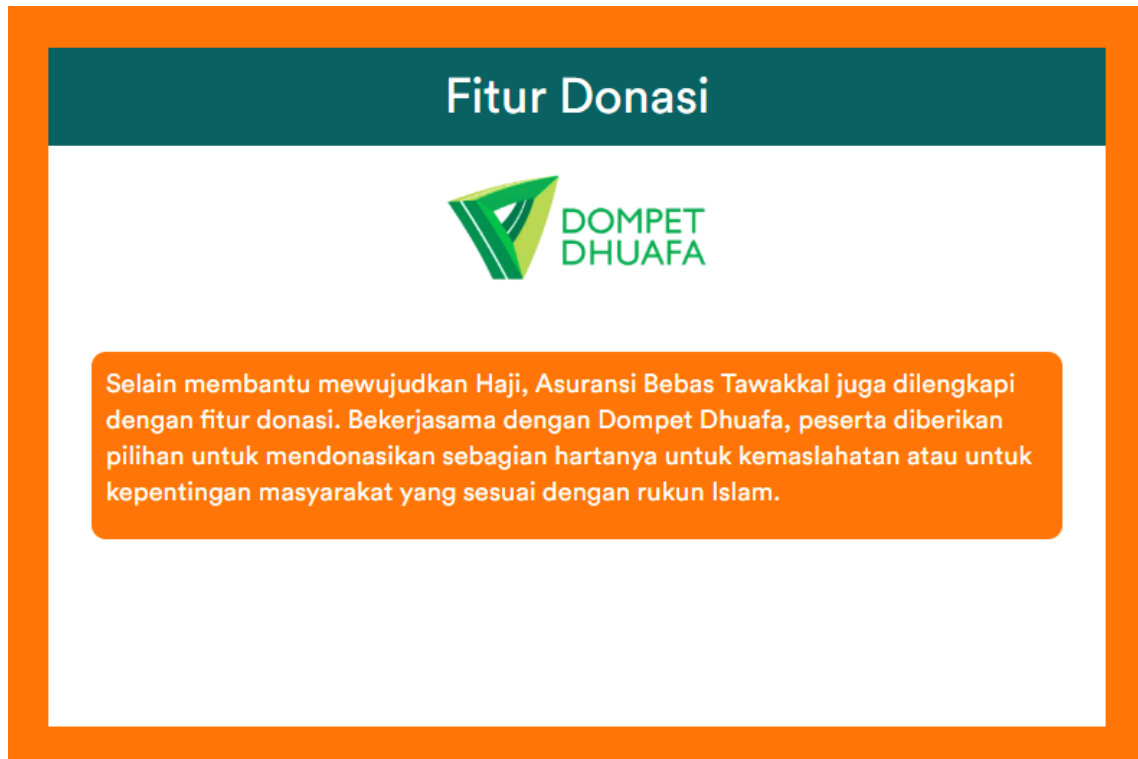 Fitur Donasi
DOMPET
DHUAFA
Selain membantu mewujudkan Haji, Asuransi Bebas Tawakkal juga dilengkapi
dengan fitur donasi. Bekerjasama dengan Dompet Dhuafa, peserta diberikan
pilihan untuk mendonasikan sebagian hartanya untuk kemaslahatan atau untuk
kepentingan masyarakat yang sesuai dengan rukun Islam.